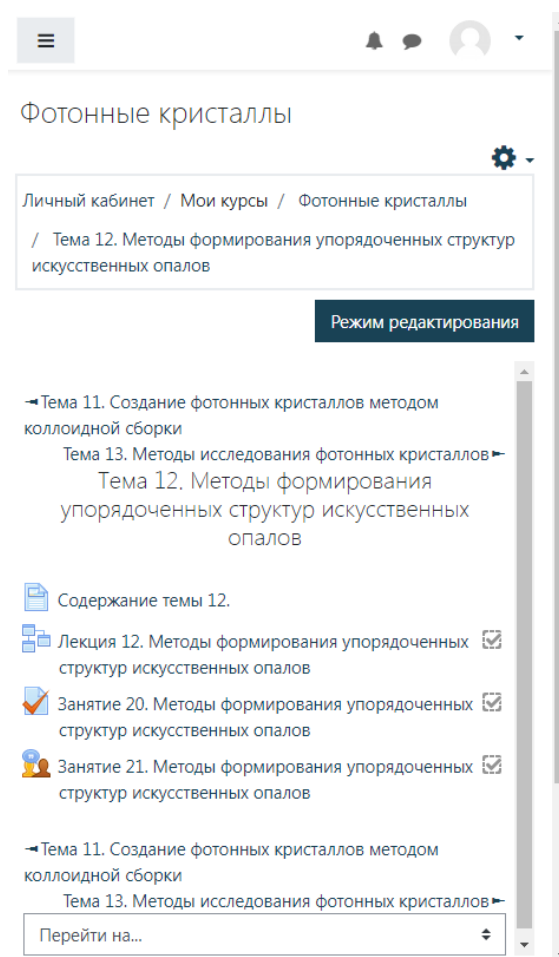 Фотонные кристаллы
Личный кабинет / Мои курсы / Фотонные кристаллы
/ Тема 12. Методы формирования упорядоченных структур
искусственных опалов
Режим редактирования
Тема 11. Создание фотонных кристаллов методом
коллоидной сборки
Тема 13. Методы исследования фотонных кристаллов
Тема 12. Методы формирования
упорядоченных структур искусственных
опалов
Содержание темы 12.
Лекция 12. Методы формирования упорядоченных
структур искусственных опалов
Занятие 20. Методы формирования упорядоченных
структур искусственных опалов
Занятие 21. Методы формирования упорядоченных
структур искусственных опалов
Тема 11. Создание фотонных кристаллов методом
коллоидной сборки
Тема 13. Методы исследования фотонных кристаллов
Перейти на...